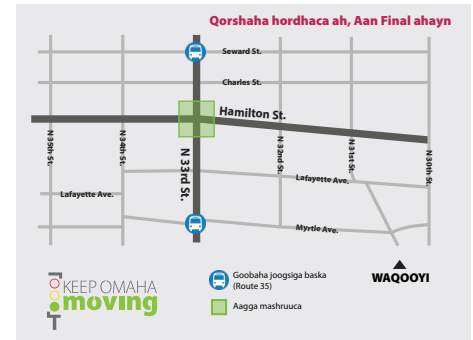 Qorshaha hordhaca ah, Aan Final ahayn
Seward St.
Charles St.
Hamilton St.
N 35th St.
N 34th St.
N 33rd St.
N 32nd St.
N 31st St.
N 30th St.
Lafayette Ave.
Lafayette Ave.
Myrtle Ave.
KEEP OMAHA
moving
Goobaha joogsiga baska
(Route 35)
Aagga mashruuca
WAQOOYI